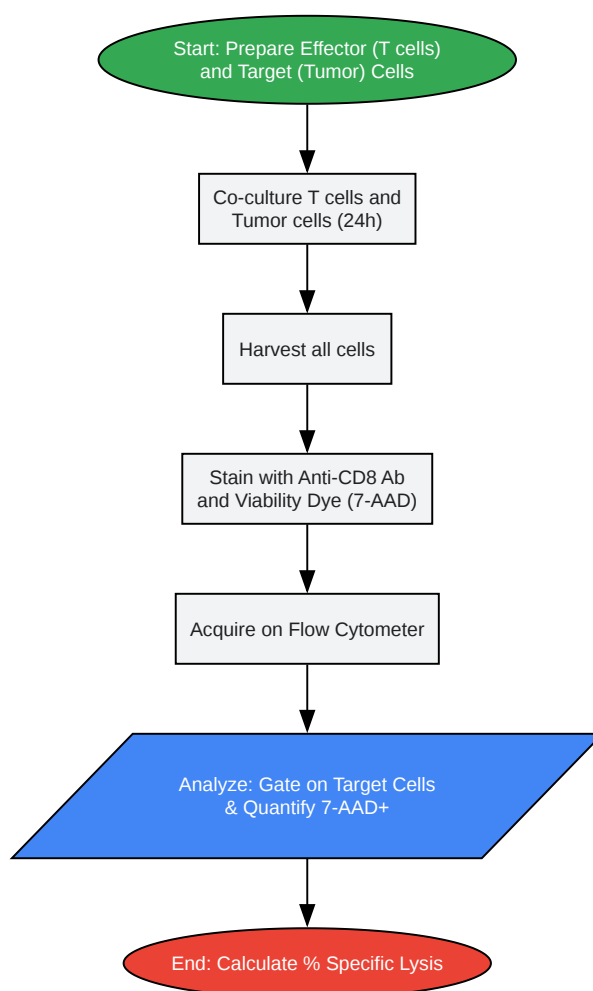 Start: Prepare Effector (T cells)
and Target (Tumor) Cells
Co-culture T cells and
Tumor cells (24h)
Harvest all cells
Stain with Anti-CD8 Ab
and Viability Dye (7-AAD)
Acquire on Flow Cytometer
Analyze: Gate on Target Cells
& Quantify 7-AAD+
End: Calculate % Specific Lysis